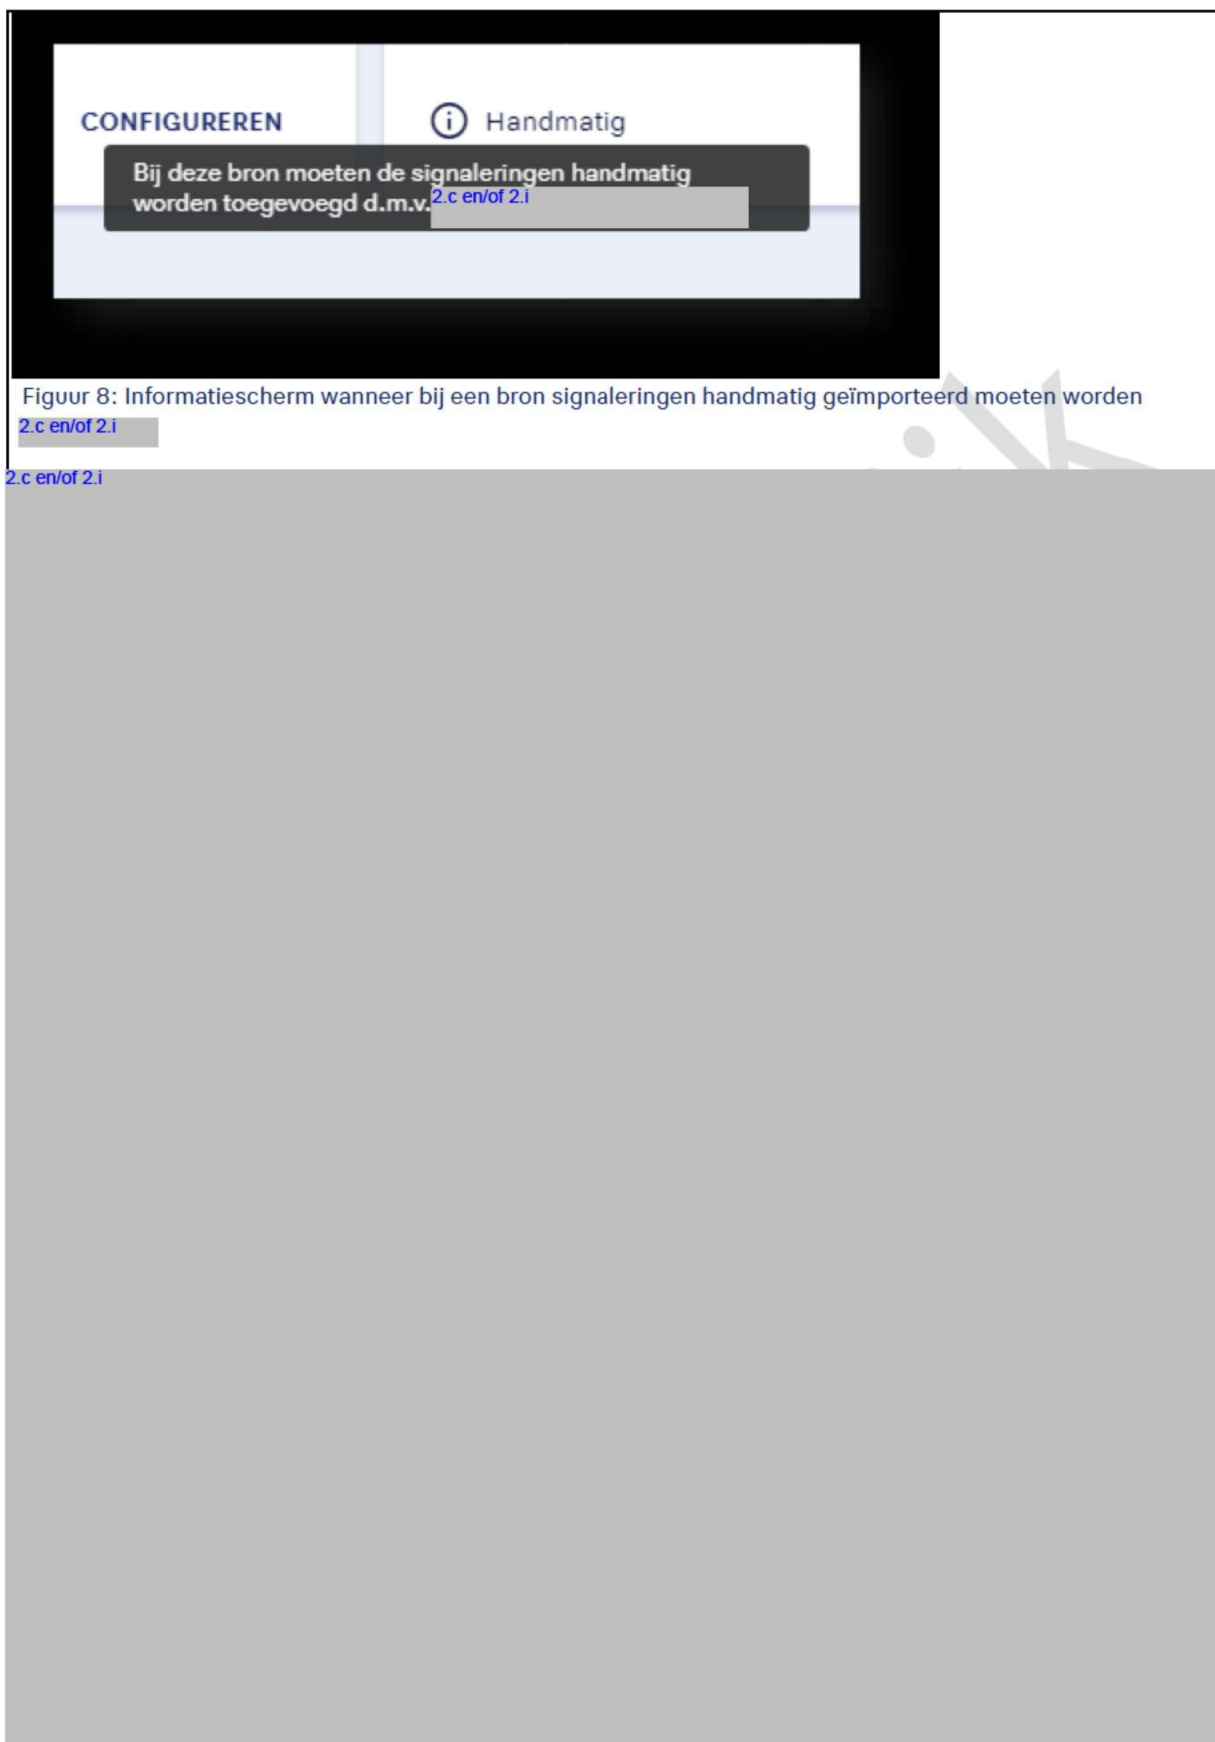 CONFIGUREREN
Handmatig
Bij deze bron moeten de signaleringen handmatig
worden toegevoegd d.m.v. 2.c en/of 2.i
Figuur 8: Informatiescherm wanneer bij een bron signaleringen handmatig geïmporteerd moeten worden
2.c en/of 2.i
2.c en/of 2.i